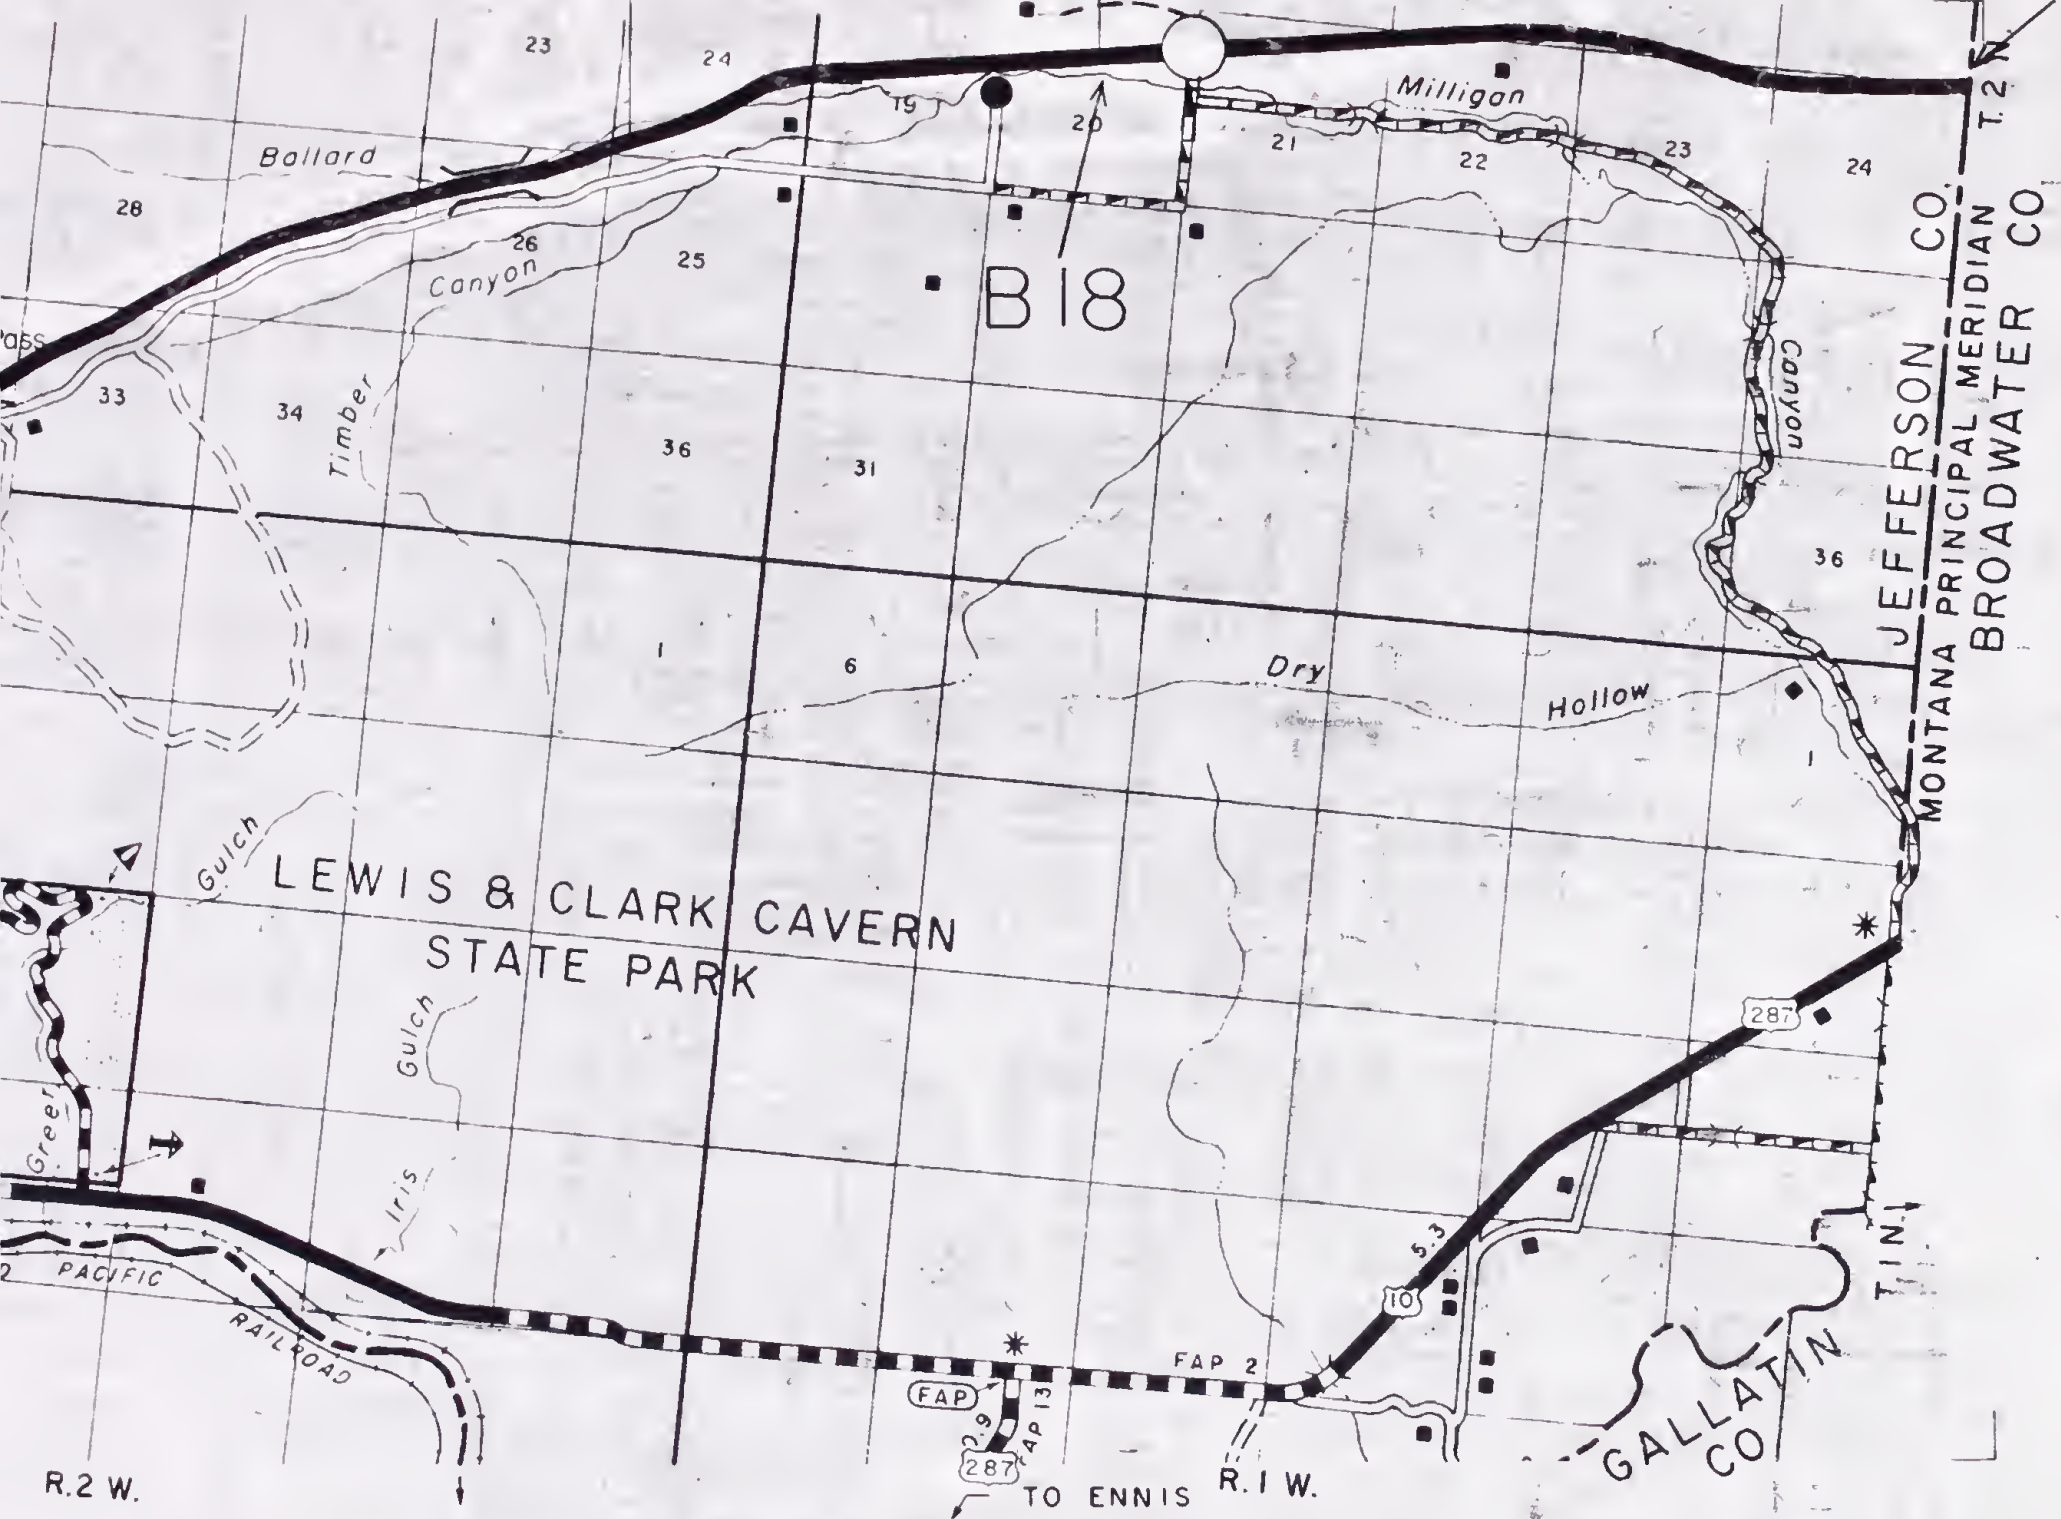 23
24
T. 2 N.
Milligan
19
20
21
22
23
24
Ballard
28
26
25
Canyon
B 18
Canyon
33
34
Timber
36
31
36
JEFFERSON CO.
MONTANA PRINCIPAL MERIDIAN
BROADWATER CO
1
6
Dry
Hollow
1
Gulch
LEWIS & CLARK CAVERN
STATE PARK
Gulch
287
Greer
Iris
5.3
T I N.
PACIFIC
RAILROAD
10
FAP 2
FAP
FAP 13
287
GALLATIN
CO
R. 2 W.
TO ENNIS
R. 1 W.